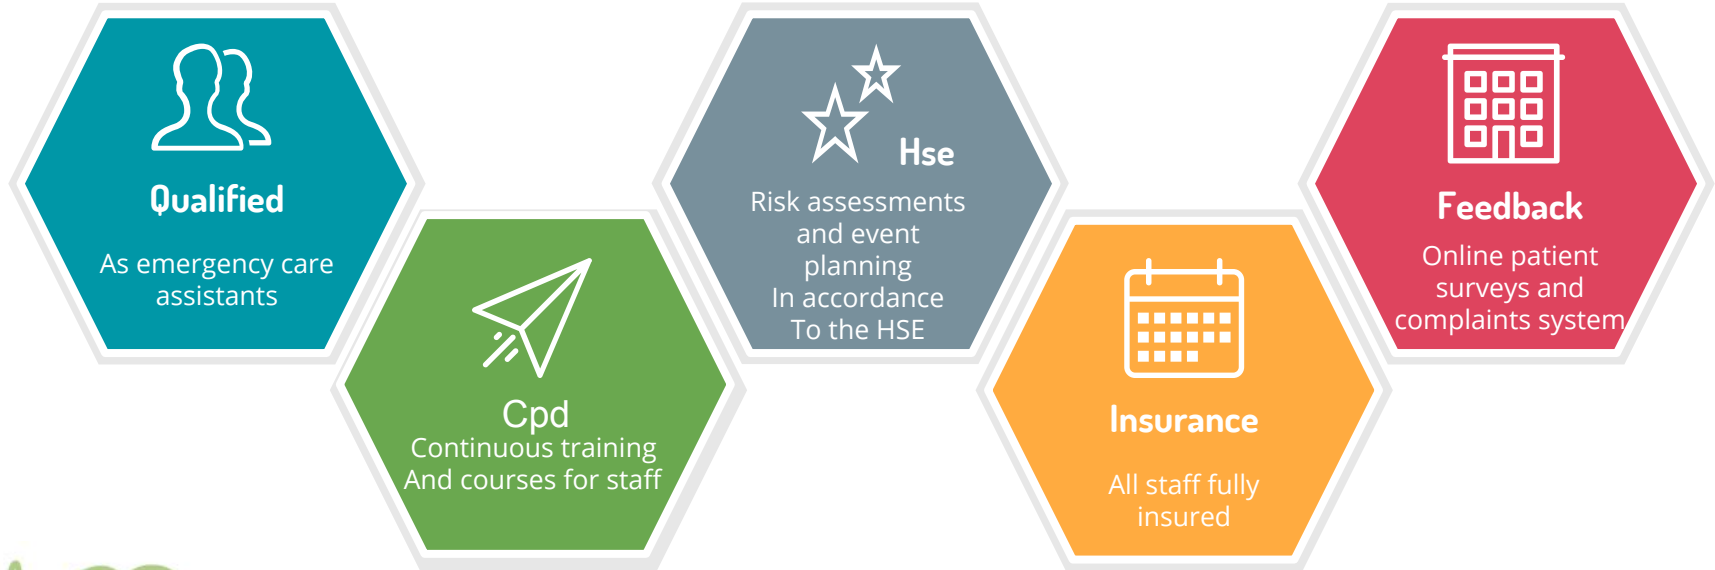 Qualified
As emergency care
assistants
Cpd
Continuous training
And courses for staff
Hse
Risk assessments
and event
planning
In accordance
To the HSE
Insurance
All staff fully
insured
Feedback
Online patient
surveys and
complaints system